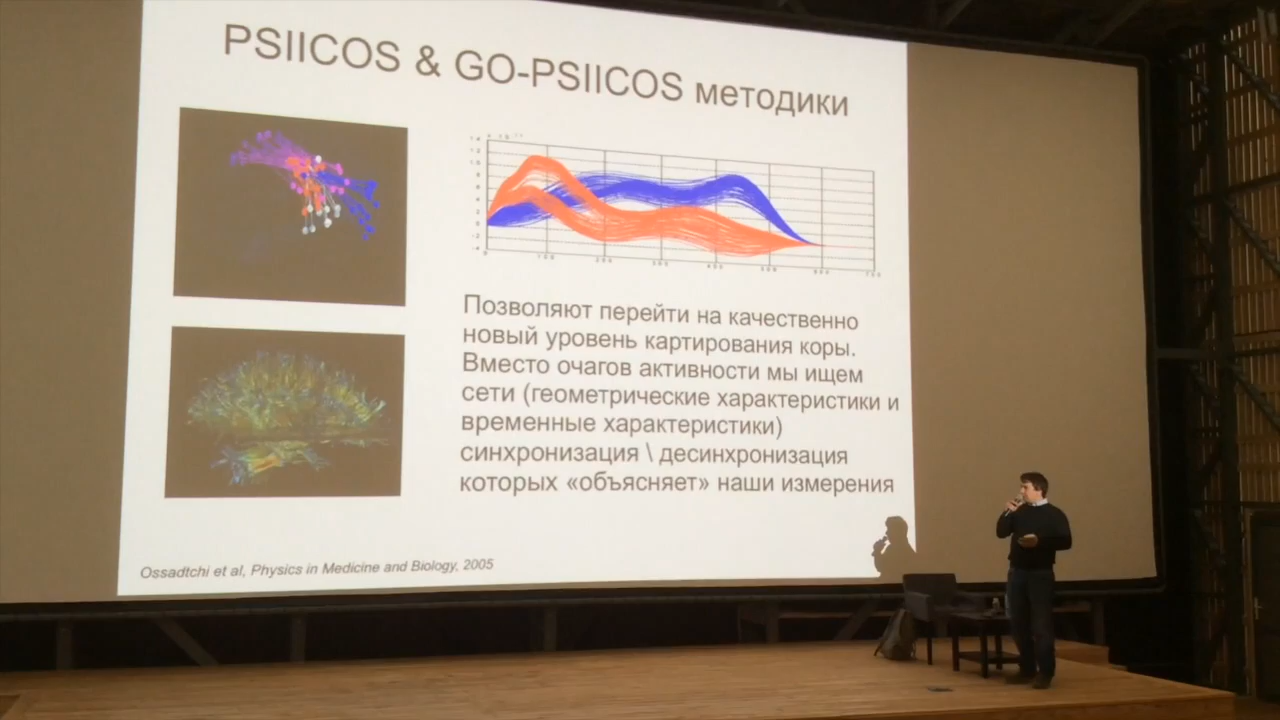 PSIICOS & GO-PSIICOS методики
Позволяют перейти на качественно
новый уровень картирования коры.
Вместо очагов активности мы ищем
сети (геометрические характеристики и
временные характеристики)
синхронизация \ десинхронизация
которых «объясняет» наши измерения
Ossadtchi et al, Physics in Medicine and Biology, 2005